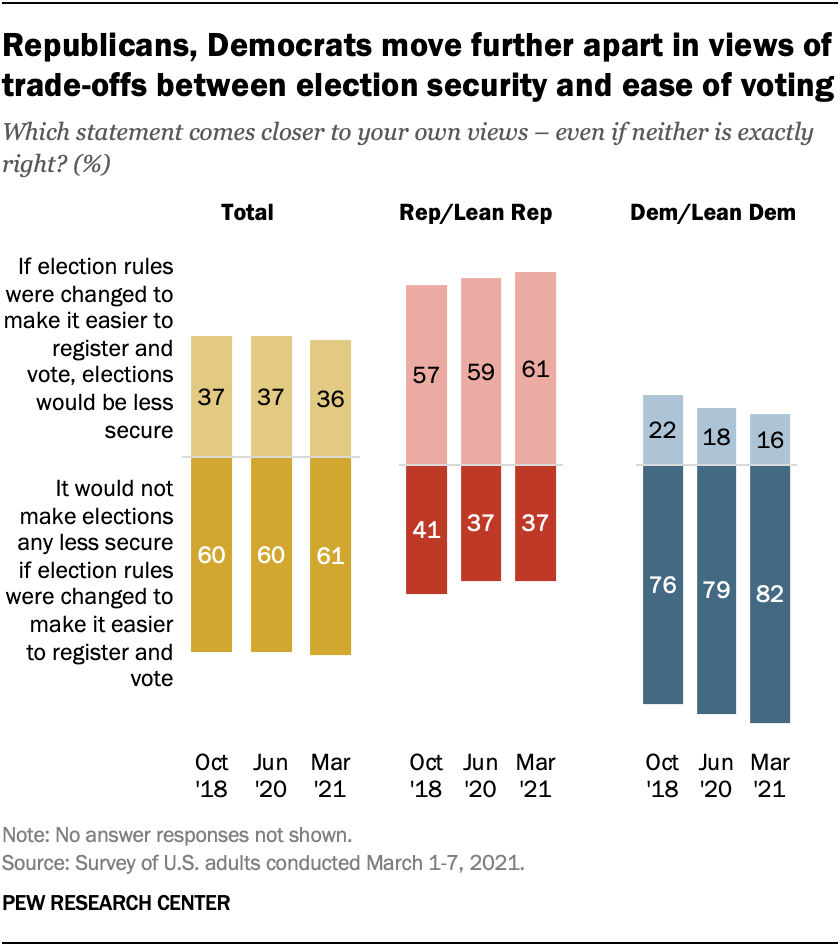 Republicans, Democrats move further apart in views of
trade-offs between election security and ease of voting
Which statement comes closer to your own views – even if neither is exactly
right? (%)
Total
Rep/Lean Rep
Dem/Lean Dem
If election rules
were changed to
make it easier to
register and
vote, elections
would be less
secure
37
37
36
57
59
61
22
18
16
It would not
make elections
any less secure
if election rules
were changed to
make it easier
to register and
vote
60
60
61
41
37
37
76
79
82
Oct Jun Mar Oct Jun Mar Oct Jun Mar
'18 '20 '21 '18 '20 '21 '18 '20 '21
Note: No answer responses not shown.
Source: Survey of U.S. adults conducted March 1-7, 2021.
PEW RESEARCH CENTER